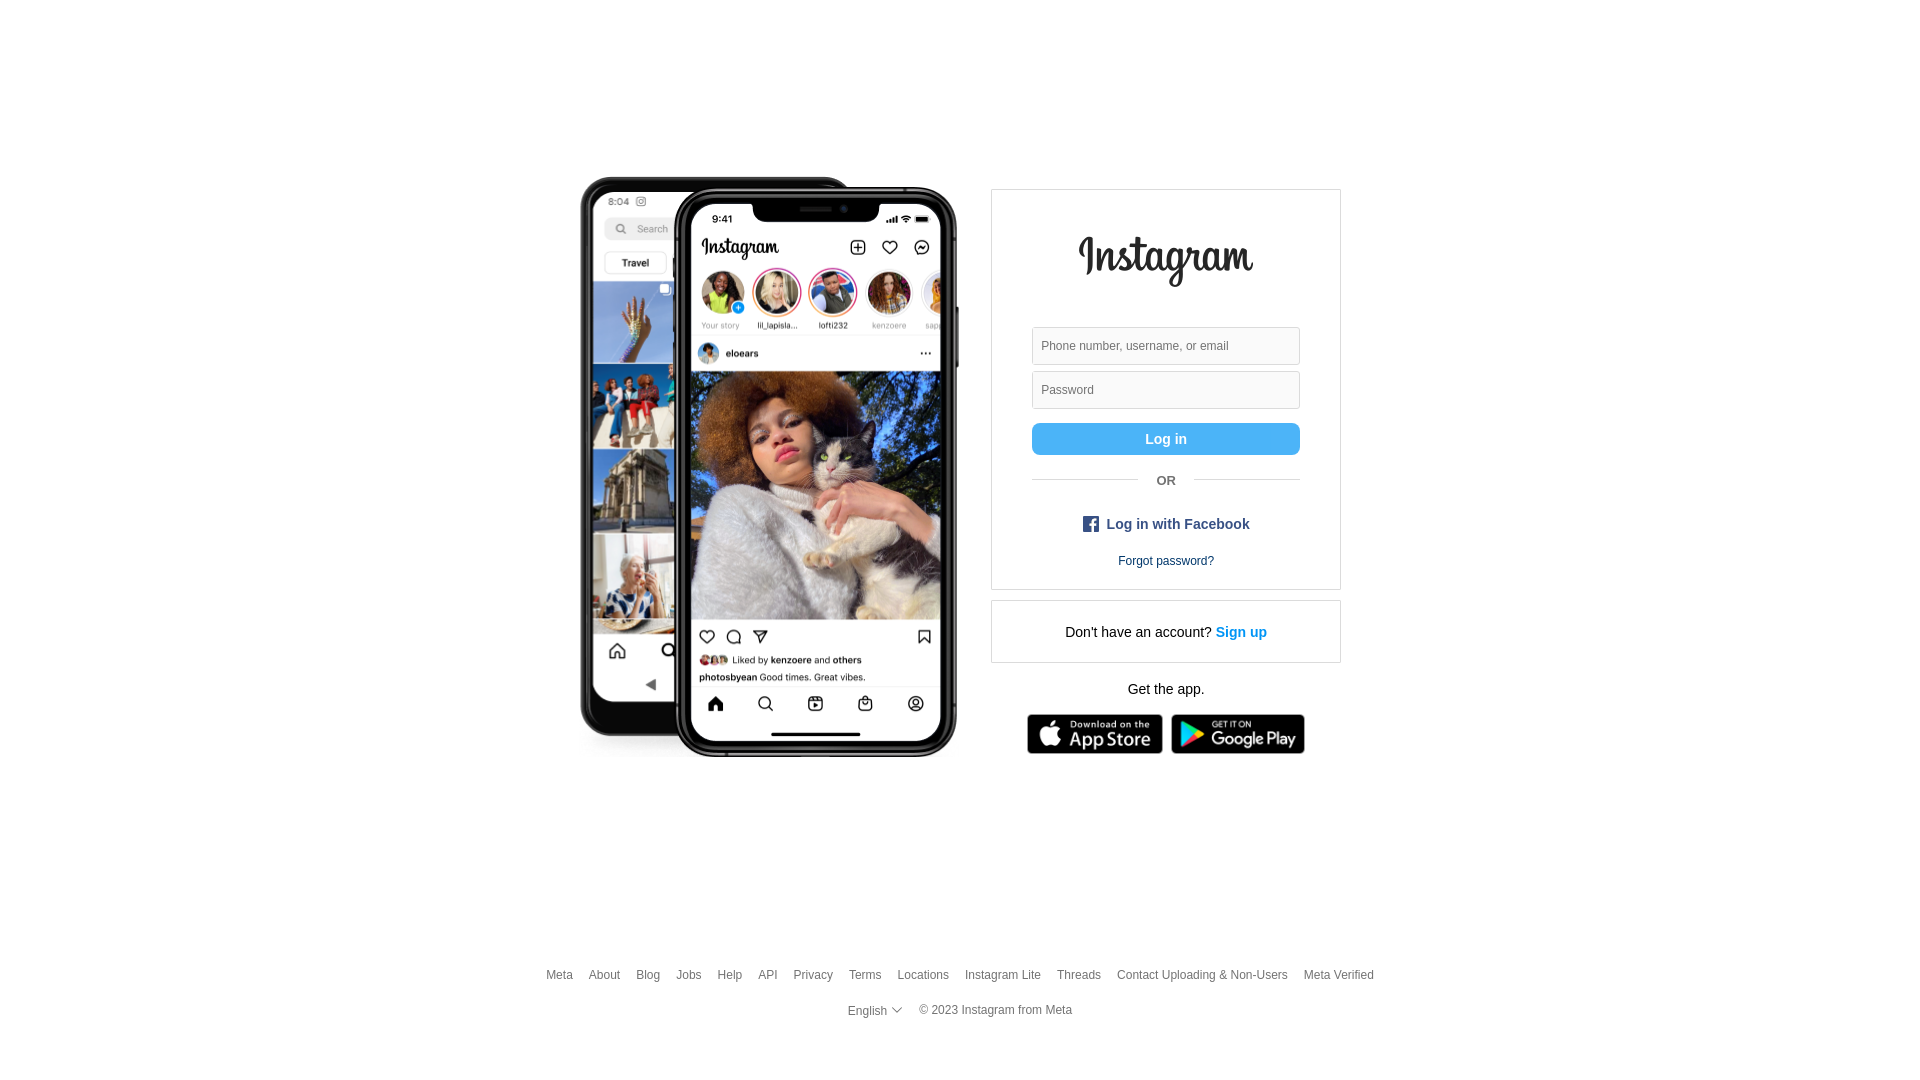 8:04
Search
Travel
9:41
Instagram
Your story
lil_lapisla...
lofti232
kenzoere
sapp
eloears
Liked by kenzoere and others
photosbyean Good times. Great vibes.
Instagram
Phone number, username, or email
Password
Log in
OR
Log in with Facebook
Forgot password?
Don't have an account? Sign up
Get the app.
Download on the
App Store
GET IT ON
Google Play
Meta About Blog Jobs Help API Privacy Terms Locations Instagram Lite Threads Contact Uploading & Non-Users Meta Verified
English © 2023 Instagram from Meta